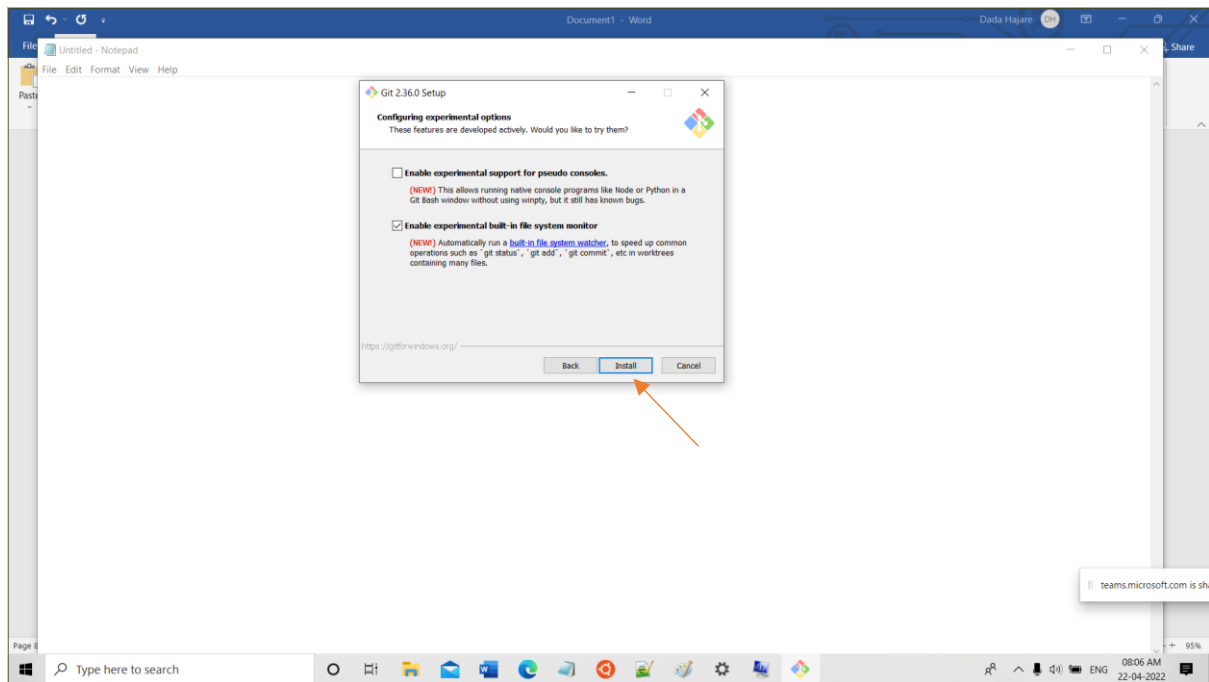 Document1 - Word
Dada Hajare
DH
File
Share
Untitled - Notepad
File Edit Format View Help
Paste
Git 2.36.0 Setup
Configuring experimental options
These features are developed actively. Would you like to try them?
Enable experimental support for pseudo consoles.
(NEW!) This allows running native console programs like Node or Python in a
Git Bash window without using winpty, but it still has known bugs.
Enable experimental built-in file system monitor
(NEW!) Automatically run a built-in file system watcher, to speed up common
operations such as `git status`, `git add`, `git commit`, etc in worktrees
containing many files.
https://gitforwindows.org/
Back Install Cancel
teams.microsoft.com is sha
Page 8
95%
Type here to search
ENG
08:06 AM
22-04-2022